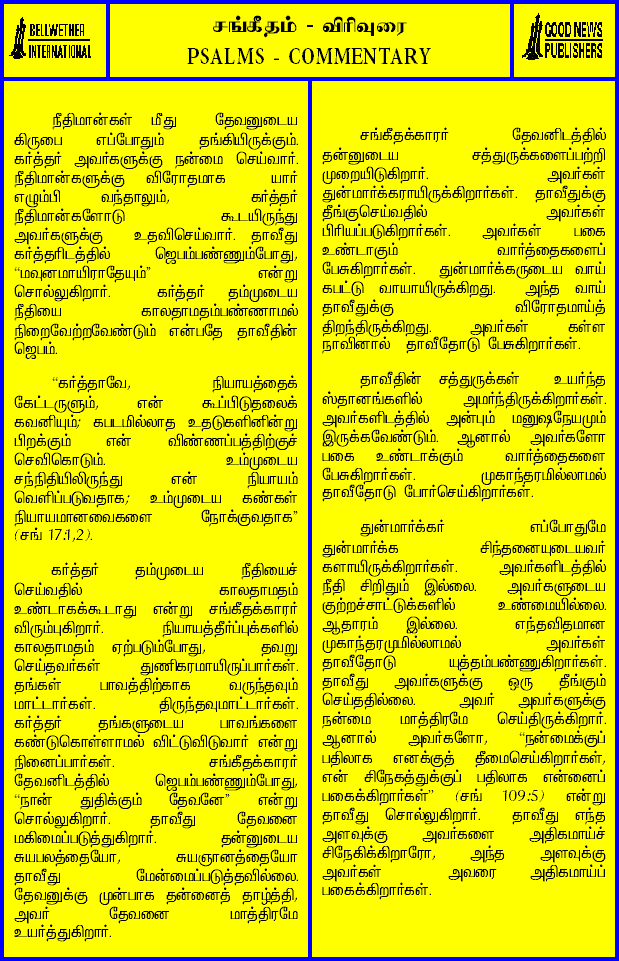 BELLWETHER
INTERNATIONAL
சங்கீதம் - விரிவுரை
PSALMS - COMMENTARY
GOOD NEWS
PUBLISHERS
நீதிமான்கள் மீது தேவனுடைய
கிருபை எப்போதும் தங்கியிருக்கும்.
கர்த்தர் அவர்களுக்கு நன்மை செய்வார்.
நீதிமான்களுக்கு விரோதமாக யார்
எழும்பி வந்தாலும், கர்த்தர்
நீதிமான்களோடு கூடயிருந்து
அவர்களுக்கு உதவிசெய்வார். தாவீது
கர்த்தரிடத்தில் ஜெபம்பண்ணும்போது,
“மவுனமாயிராதேயும்” என்று
சொல்லுகிறார். கர்த்தர் தம்முடைய
நீதியை காலதாமதம்பண்ணாமல்
நிறைவேற்றவேண்டும் என்பதே தாவீதின்
ஜெபம்.
“கர்த்தாவே, நியாயத்தைக்
கேட்டருளும், என் கூப்பிடுதலைக்
கவனியும்; கபடமில்லாத உதடுகளினின்று
பிறக்கும் என் விண்ணப்பத்திற்குச்
செவிகொடும். உம்முடைய
சந்நிதியிலிருந்து என் நியாயம்
வெளிப்படுவதாக; உம்முடைய கண்கள்
நியாயமானவைகளை நோக்குவதாக”
(சங் 17:1,2).
கர்த்தர் தம்முடைய நீதியைச்
செய்வதில் காலதாமதம்
உண்டாகக்கூடாது என்று சங்கீதக்காரர்
விரும்புகிறார். நியாயத்தீர்ப்புக்களில்
காலதாமதம் ஏற்படும்போது, தவறு
செய்தவர்கள் துணிகரமாயிருப்பார்கள்.
தங்கள் பாவத்திற்காக வருந்தவும்
மாட்டார்கள். திருந்தவுமாட்டார்கள்.
கர்த்தர் தங்களுடைய பாவங்களை
கண்டுகொள்ளாமல் விட்டுவிடுவார் என்று
நினைப்பார்கள். சங்கீதக்காரர்
தேவனிடத்தில் ஜெபம்பண்ணும்போது,
“நான் துதிக்கும் தேவனே” என்று
சொல்லுகிறார். தாவீது தேவனை
மகிமைப்படுத்துகிறார். தன்னுடைய
சுயபலத்தையோ, சுயஞானத்தையோ
தாவீது மேன்மைப்படுத்தவில்லை.
தேவனுக்கு முன்பாக தன்னைத் தாழ்த்தி,
அவர் தேவனை மாத்திரமே
உயர்த்துகிறார்.
சங்கீதக்காரர் தேவனிடத்தில்
தன்னுடைய சத்துருக்களைப்பற்றி
முறையிடுகிறார். அவர்கள்
துன்மார்க்கராயிருக்கிறார்கள். தாவீதுக்கு
தீங்குசெய்வதில் அவர்கள்
பிரியப்படுகிறார்கள். அவர்கள் பகை
உண்டாகும் வார்த்தைகளைப்
பேசுகிறார்கள். துன்மார்க்கருடைய வாய்
கபட்டு வாயாயிருக்கிறது. அந்த வாய்
தாவீதுக்கு விரோதமாய்த்
திறந்திருக்கிறது. அவர்கள் கள்ள
நாவினால் தாவீதோடு பேசுகிறார்கள்.
தாவீதின் சத்துருக்கள் உயர்ந்த
ஸ்தானங்களில் அமர்ந்திருக்கிறார்கள்.
அவர்களிடத்தில் அன்பும் மனுஷநேயமும்
இருக்கவேண்டும். ஆனால் அவர்களோ
பகை உண்டாக்கும் வார்த்தைகளை
பேசுகிறார்கள். முகாந்தரமில்லாமல்
தாவீதோடு போர்செய்கிறார்கள்.
துன்மார்க்கர் எப்போதுமே
துன்மார்க்க சிந்தனையுடையவர்
களாயிருக்கிறார்கள். அவர்களிடத்தில்
நீதி சிறிதும் இல்லை. அவர்களுடைய
குற்றச்சாட்டுக்களில் உண்மையில்லை.
ஆதாரம் இல்லை. எந்தவிதமான
முகாந்தரமுமில்லாமல் அவர்கள்
தாவீதோடு யுத்தம்பண்ணுகிறார்கள்.
தாவீது அவர்களுக்கு ஒரு தீங்கும்
செய்ததில்லை. அவர் அவர்களுக்கு
நன்மை மாத்திரமே செய்திருக்கிறார்.
ஆனால் அவர்களோ, “நன்மைக்குப்
பதிலாக எனக்குத் தீமைசெய்கிறார்கள்,
என் சிநேகத்துக்குப் பதிலாக என்னைப்
பகைக்கிறார்கள்” (சங் 109:5) என்று
தாவீது சொல்லுகிறார். தாவீது எந்த
அளவுக்கு அவர்களை அதிகமாய்ச்
சிநேகிக்கிறாரோ, அந்த அளவுக்கு
அவர்கள் அவரை அதிகமாய்ப்
பகைக்கிறார்கள்.